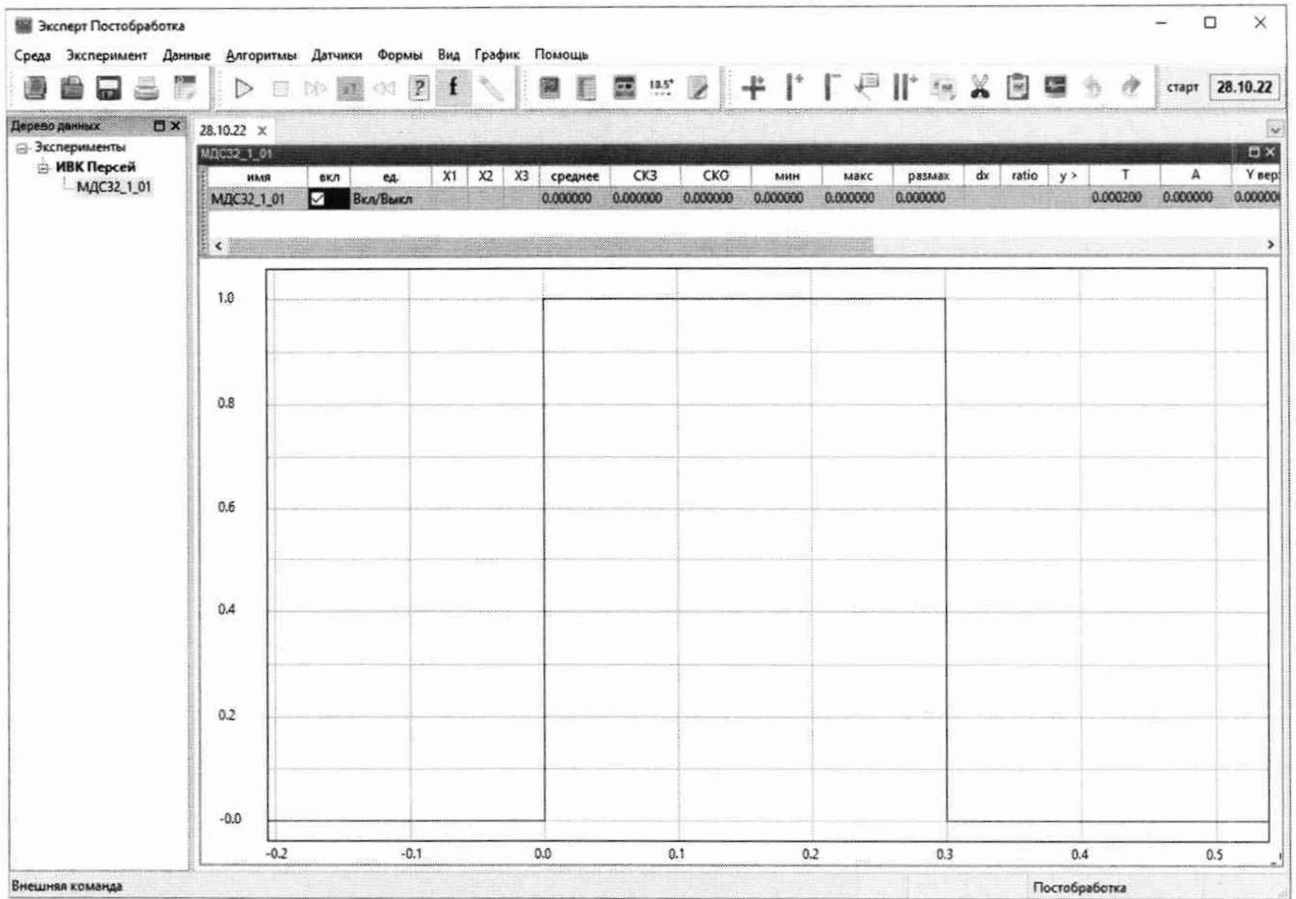 Эксперт Постобработка
Среда Эксперимент Данные Алгоритмы Датчики Формы Вид График Помощь
старт 28.10.22
Дерево данных
Эксперименты
ИВК Персей
МДС32_1_01
28.10.22
МДС32_1_01
имя вкл ед. X1 X2 X3 среднее СКЗ СКО мин макс размах dx ratio y > T A Y вер
МДС32_1_01 Вкл/Выкл 0.000000 0.000000 0.000000 0.000000 0.000000 0.000000 0.000200 0.000000 0.00000
1.0
0.8
0.6
0.4
0.2
-0.0
-0.2 -0.1 0.0 0.1 0.2 0.3 0.4 0.5
Внешняя команда Постобработка